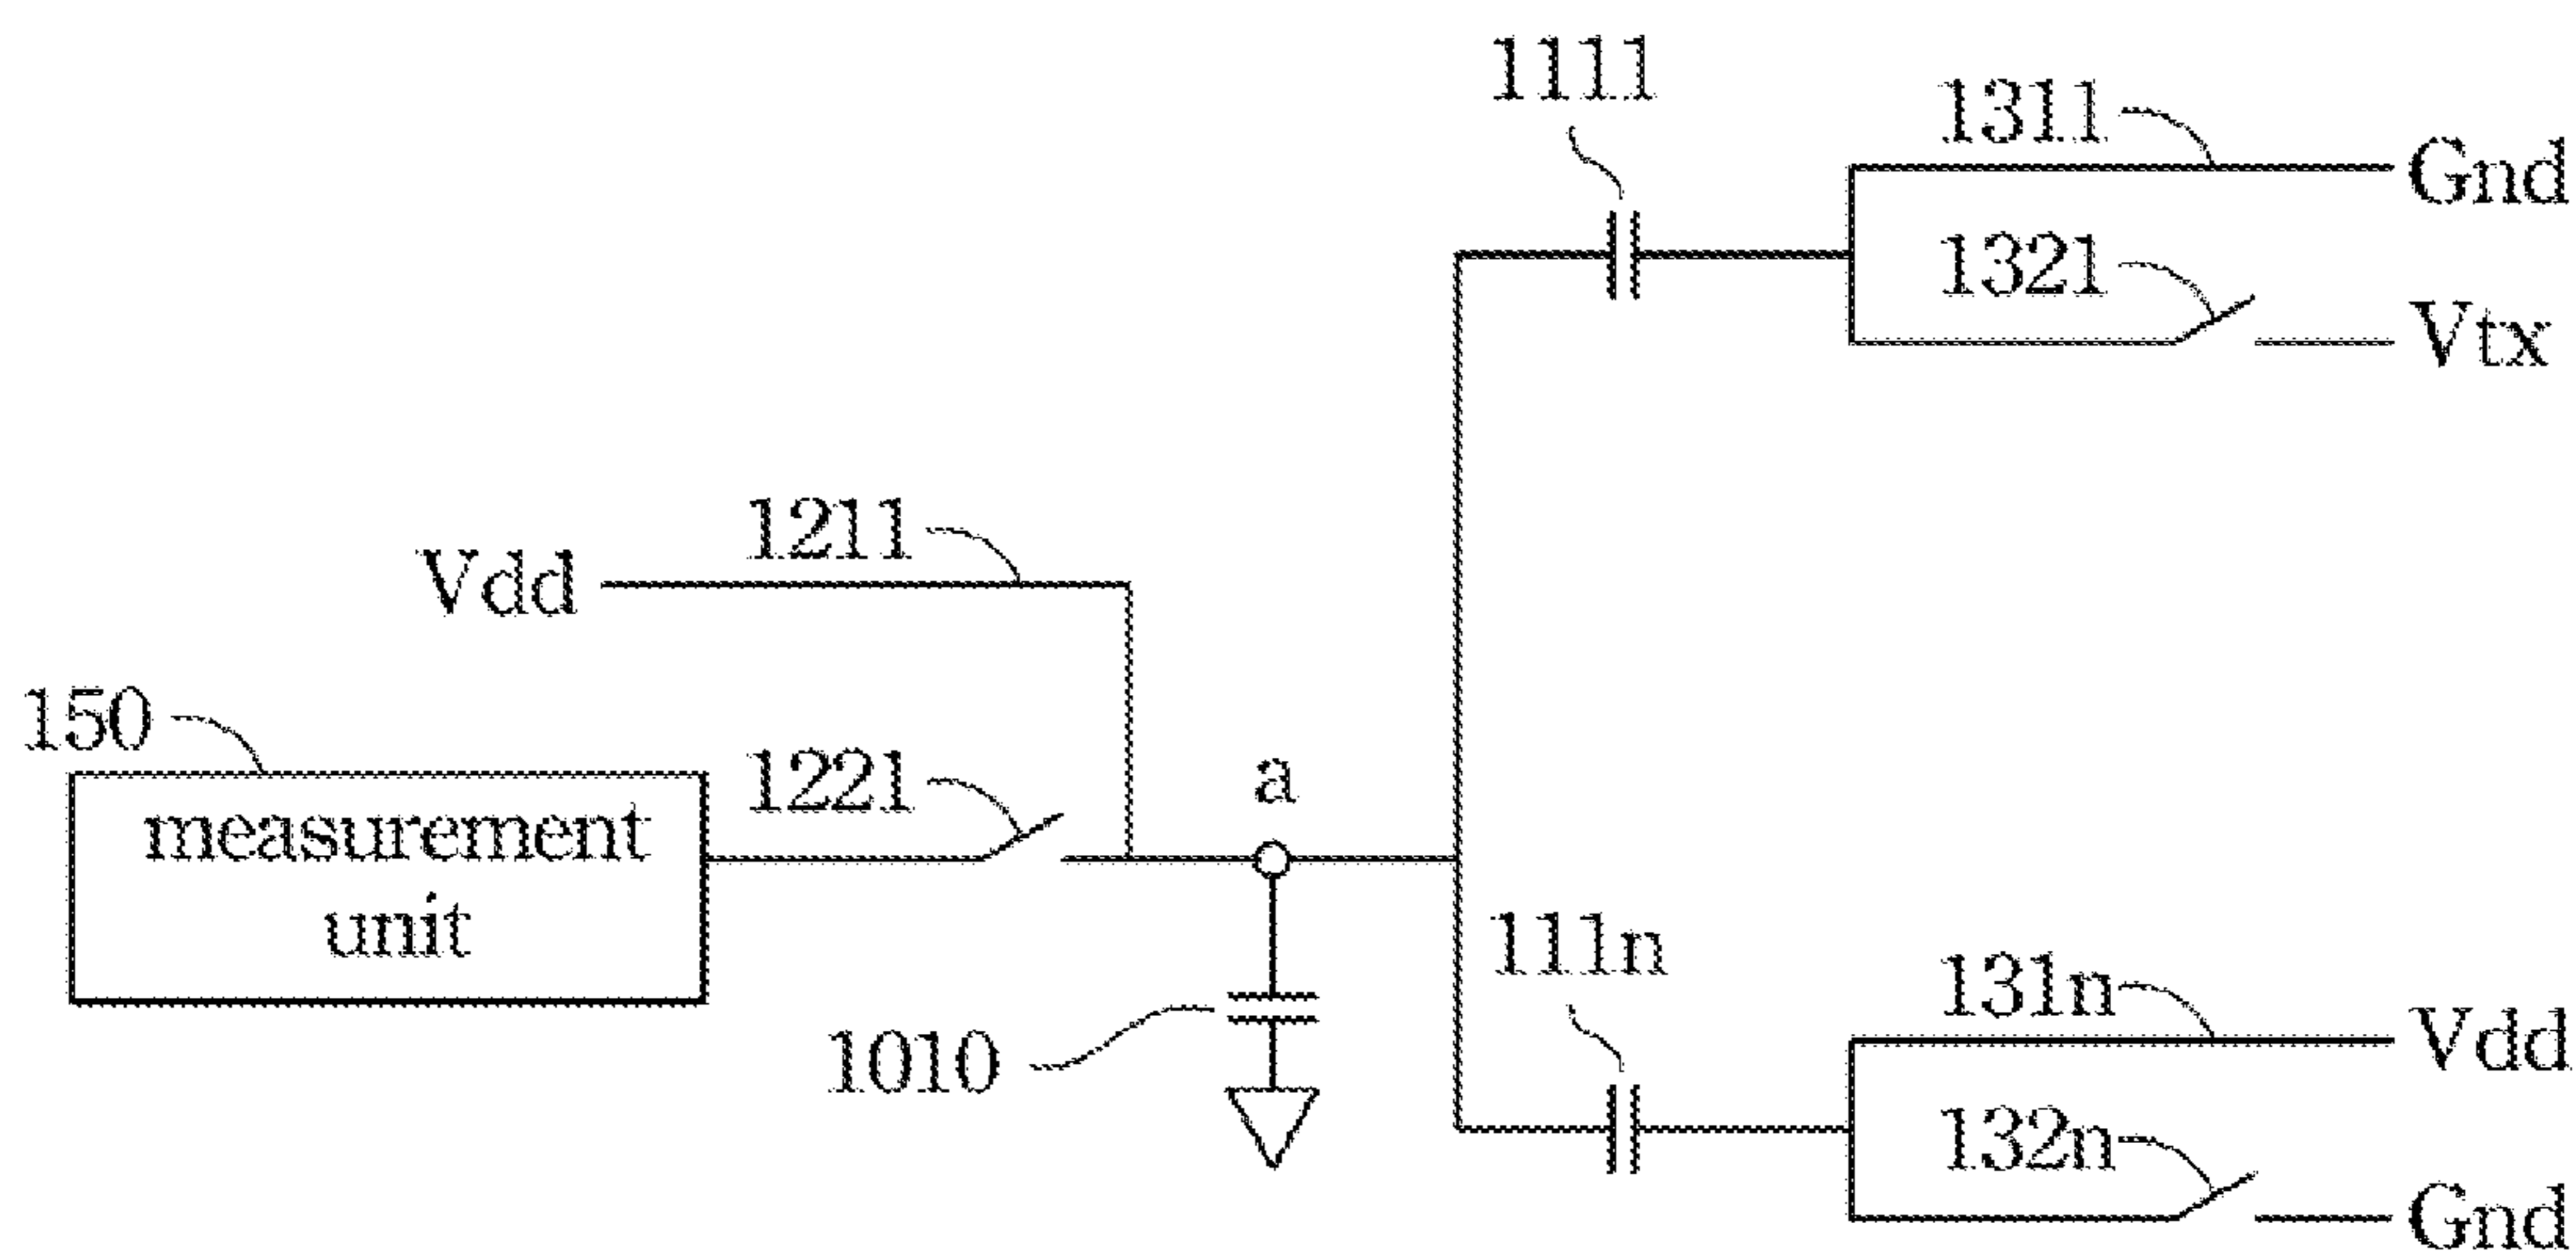 1111
1311
Gnd
1321
Vtx
1211
Vdd
150
1221
a
measurement
unit
111n
131n
Vdd
1010
132n
Gnd